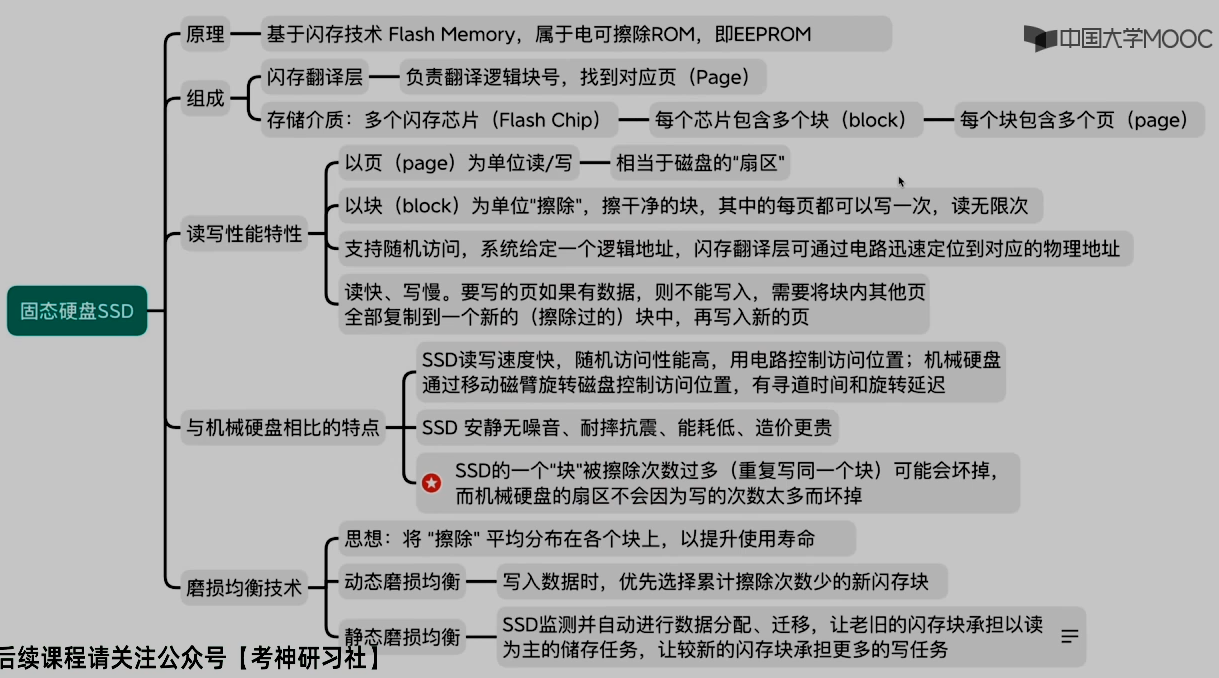 原理
基于闪存技术 Flash Memory，属于电可擦除ROM，即EEPROM
中国大学MOOC
组成
闪存翻译层
负责翻译逻辑块号，找到对应页（Page）
存储介质：多个闪存芯片（Flash Chip）
每个芯片包含多个块（block）
每个块包含多个页（page）
读写性能特性
以页（page）为单位读/写
相当于磁盘的"扇区"
以块（block）为单位"擦除"，擦干净的块，其中的每页都可以写一次，读无限次
支持随机访问，系统给定一个逻辑地址，闪存翻译层可通过电路迅速定位到对应的物理地址
读快、写慢。要写的页如果有数据，则不能写入，需要将块内其他页
全部复制到一个新的（擦除过的）块中，再写入新的页
固态硬盘SSD
与机械硬盘相比的特点
SSD读写速度快，随机访问性能高，用电路控制访问位置；机械硬盘
通过移动磁臂旋转磁盘控制访问位置，有寻道时间和旋转延迟
SSD 安静无噪音、耐摔抗震、能耗低、造价更贵
SSD的一个"块"被擦除次数过多（重复写同一个块）可能会坏掉，
而机械硬盘的扇区不会因为写的次数太多而坏掉
磨损均衡技术
思想：将 "擦除" 平均分布在各个块上，以提升使用寿命
动态磨损均衡
写入数据时，优先选择累计擦除次数少的新闪存块
静态磨损均衡
SSD监测并自动进行数据分配、迁移，让老旧的闪存块承担以读
为主的储存任务，让较新的闪存块承担更多的写任务
后续课程请关注公众号【考神研习社】